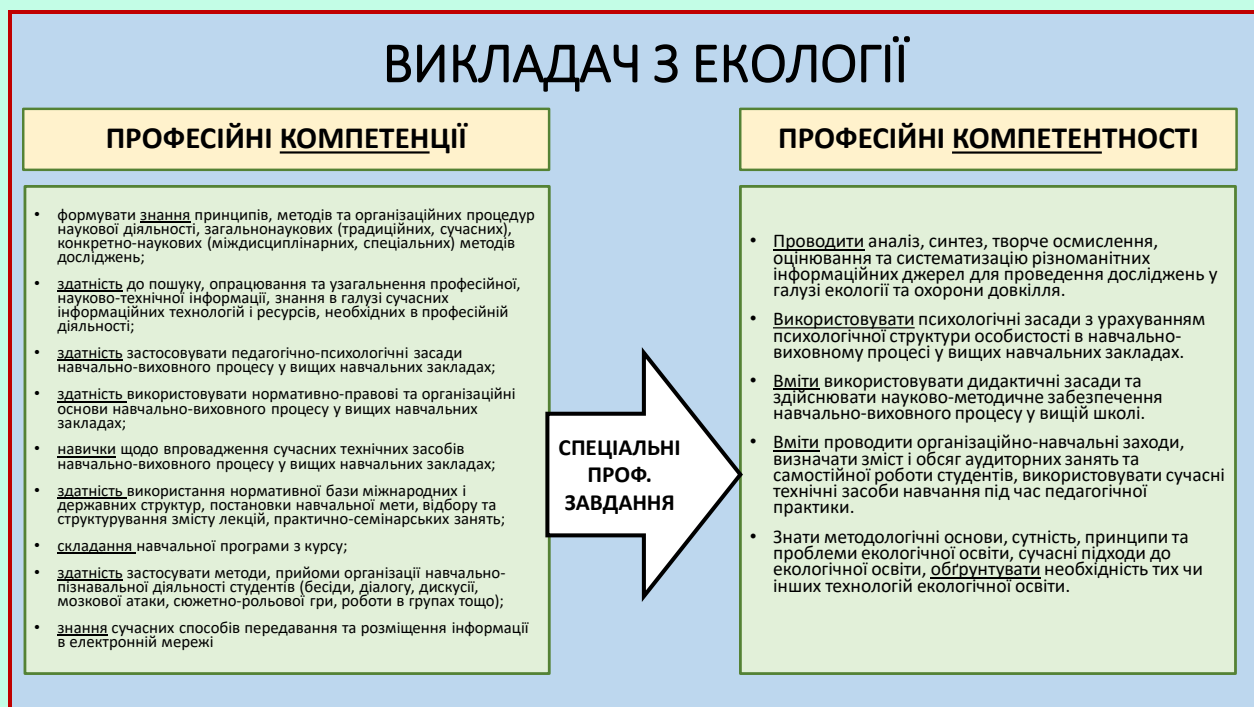 ВИКЛАДАЧ З ЕКОЛОГІЇ
ПРОФЕСІЙНІ КОМПЕТЕНЦІЇ
• формувати знання принципів, методів та організаційних процедур
наукової діяльності, загальнонаукових (традиційних, сучасних),
конкретно-наукових (міждисциплінарних, спеціальних) методів
досліджень;
• здатність до пошуку, опрацювання та узагальнення професійної,
науково-технічної інформації, знання в галузі сучасних
інформаційних технологій і ресурсів, необхідних в професійній
діяльності;
• здатність застосовувати педагогічно-психологічні засади
навчально-виховного процесу у вищих навчальних закладах;
• здатність використовувати нормативно-правові та організаційні
основи навчально-виховного процесу у вищих навчальних
закладах;
• навички щодо впровадження сучасних технічних засобів
навчально-виховного процесу у вищих навчальних закладах;
• здатність використання нормативної бази міжнародних і
державних структур, постановки навчальної мети, відбору та
структурування змісту лекцій, практично-семінарських занять;
• складання навчальної програми з курсу;
• здатність застосувати методи, прийоми організації навчально-
пізнавальної діяльності студентів (бесіди, діалогу, дискусії,
мозкової атаки, сюжетно-рольової гри, роботи в групах тощо);
• знання сучасних способів передавання та розміщення інформації
в електронній мережі
СПЕЦІАЛЬНІ
ПРОФ.
ЗАВДАННЯ
ПРОФЕСІЙНІ КОМПЕТЕНТНОСТІ
• Проводити аналіз, синтез, творче осмислення,
оцінювання та систематизацію різноманітних
інформаційних джерел для проведення досліджень у
галузі екології та охорони довкілля.
• Використовувати психологічні засади з урахуванням
психологічної структури особистості в навчально-
виховному процесі у вищих навчальних закладах.
• Вміти використовувати дидактичні засади та
здійснювати науково-методичне забезпечення
навчально-виховного процесу у вищій школі.
• Вміти проводити організаційно-навчальні заходи,
визначати зміст і обсяг аудиторних занять та
самостійної роботи студентів, використовувати сучасні
технічні засоби навчання під час педагогічної
практики.
• Знати методологічні основи, сутність, принципи та
проблеми екологічної освіти, сучасні підходи до
екологічної освіти, обґрунтувати необхідність тих чи
інших технологій екологічної освіти.